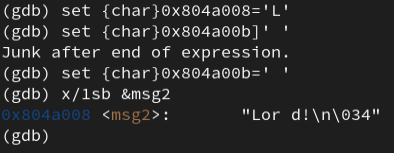 (gdb) set {char}0x804a008='L'
(gdb) set {char}0x804a00b]' '
Junk after end of expression.
(gdb) set {char}0x804a00b=' '
(gdb) x/1sb &msg2
0x804a008 <msg2>: "Lor d!\n\034"
(gdb)